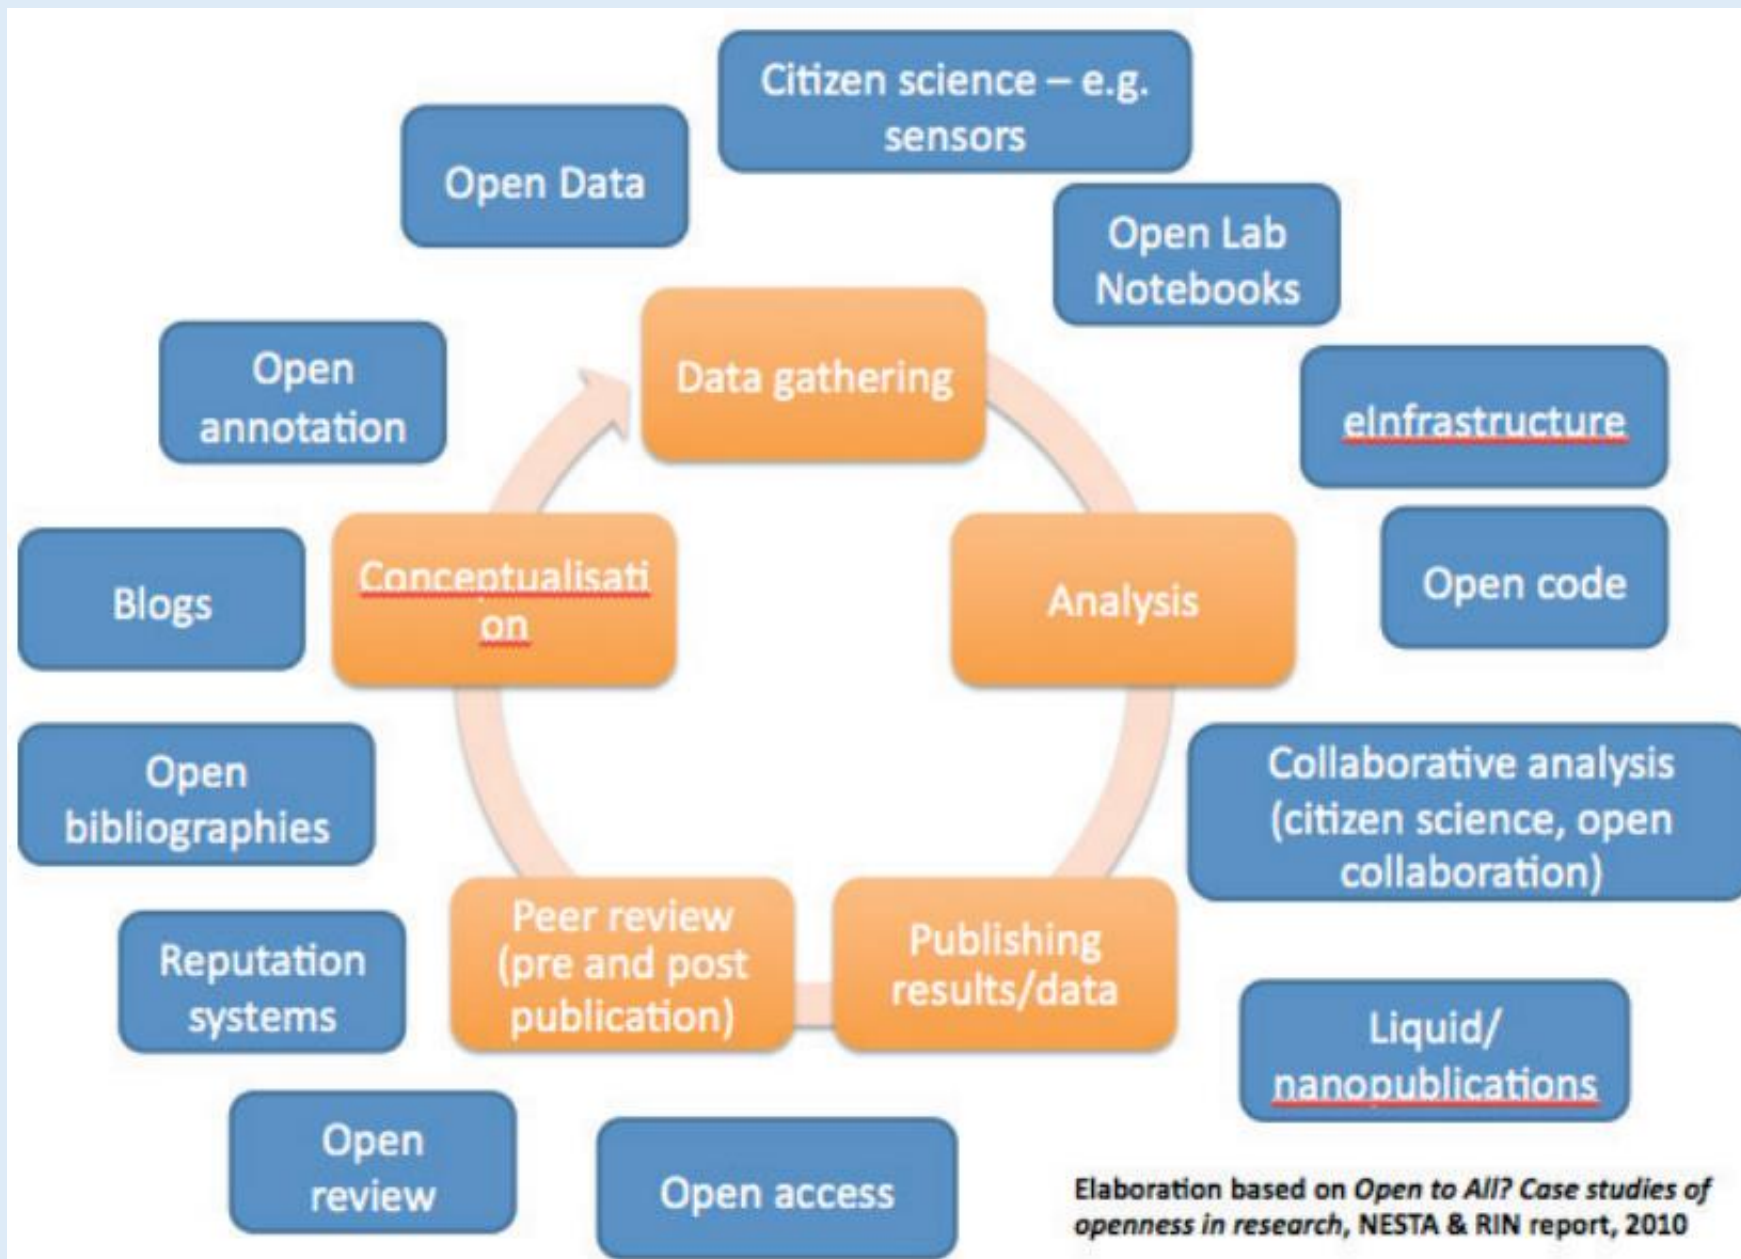 Citizen science – e.g.
sensors
Open Data
Open Lab
Notebooks
Data gathering
Open
annotation
eInfrastructure
Conceptualisati
on
Analysis
Open code
Blogs
Open
bibliographies
Collaborative analysis
(citizen science, open
collaboration)
Peer review
(pre and post
publication)
Publishing
results/data
Reputation
systems
Liquid/
nanopublications
Open
review
Open access
Elaboration based on Open to All? Case studies of
openness in research, NESTA & RIN report, 2010